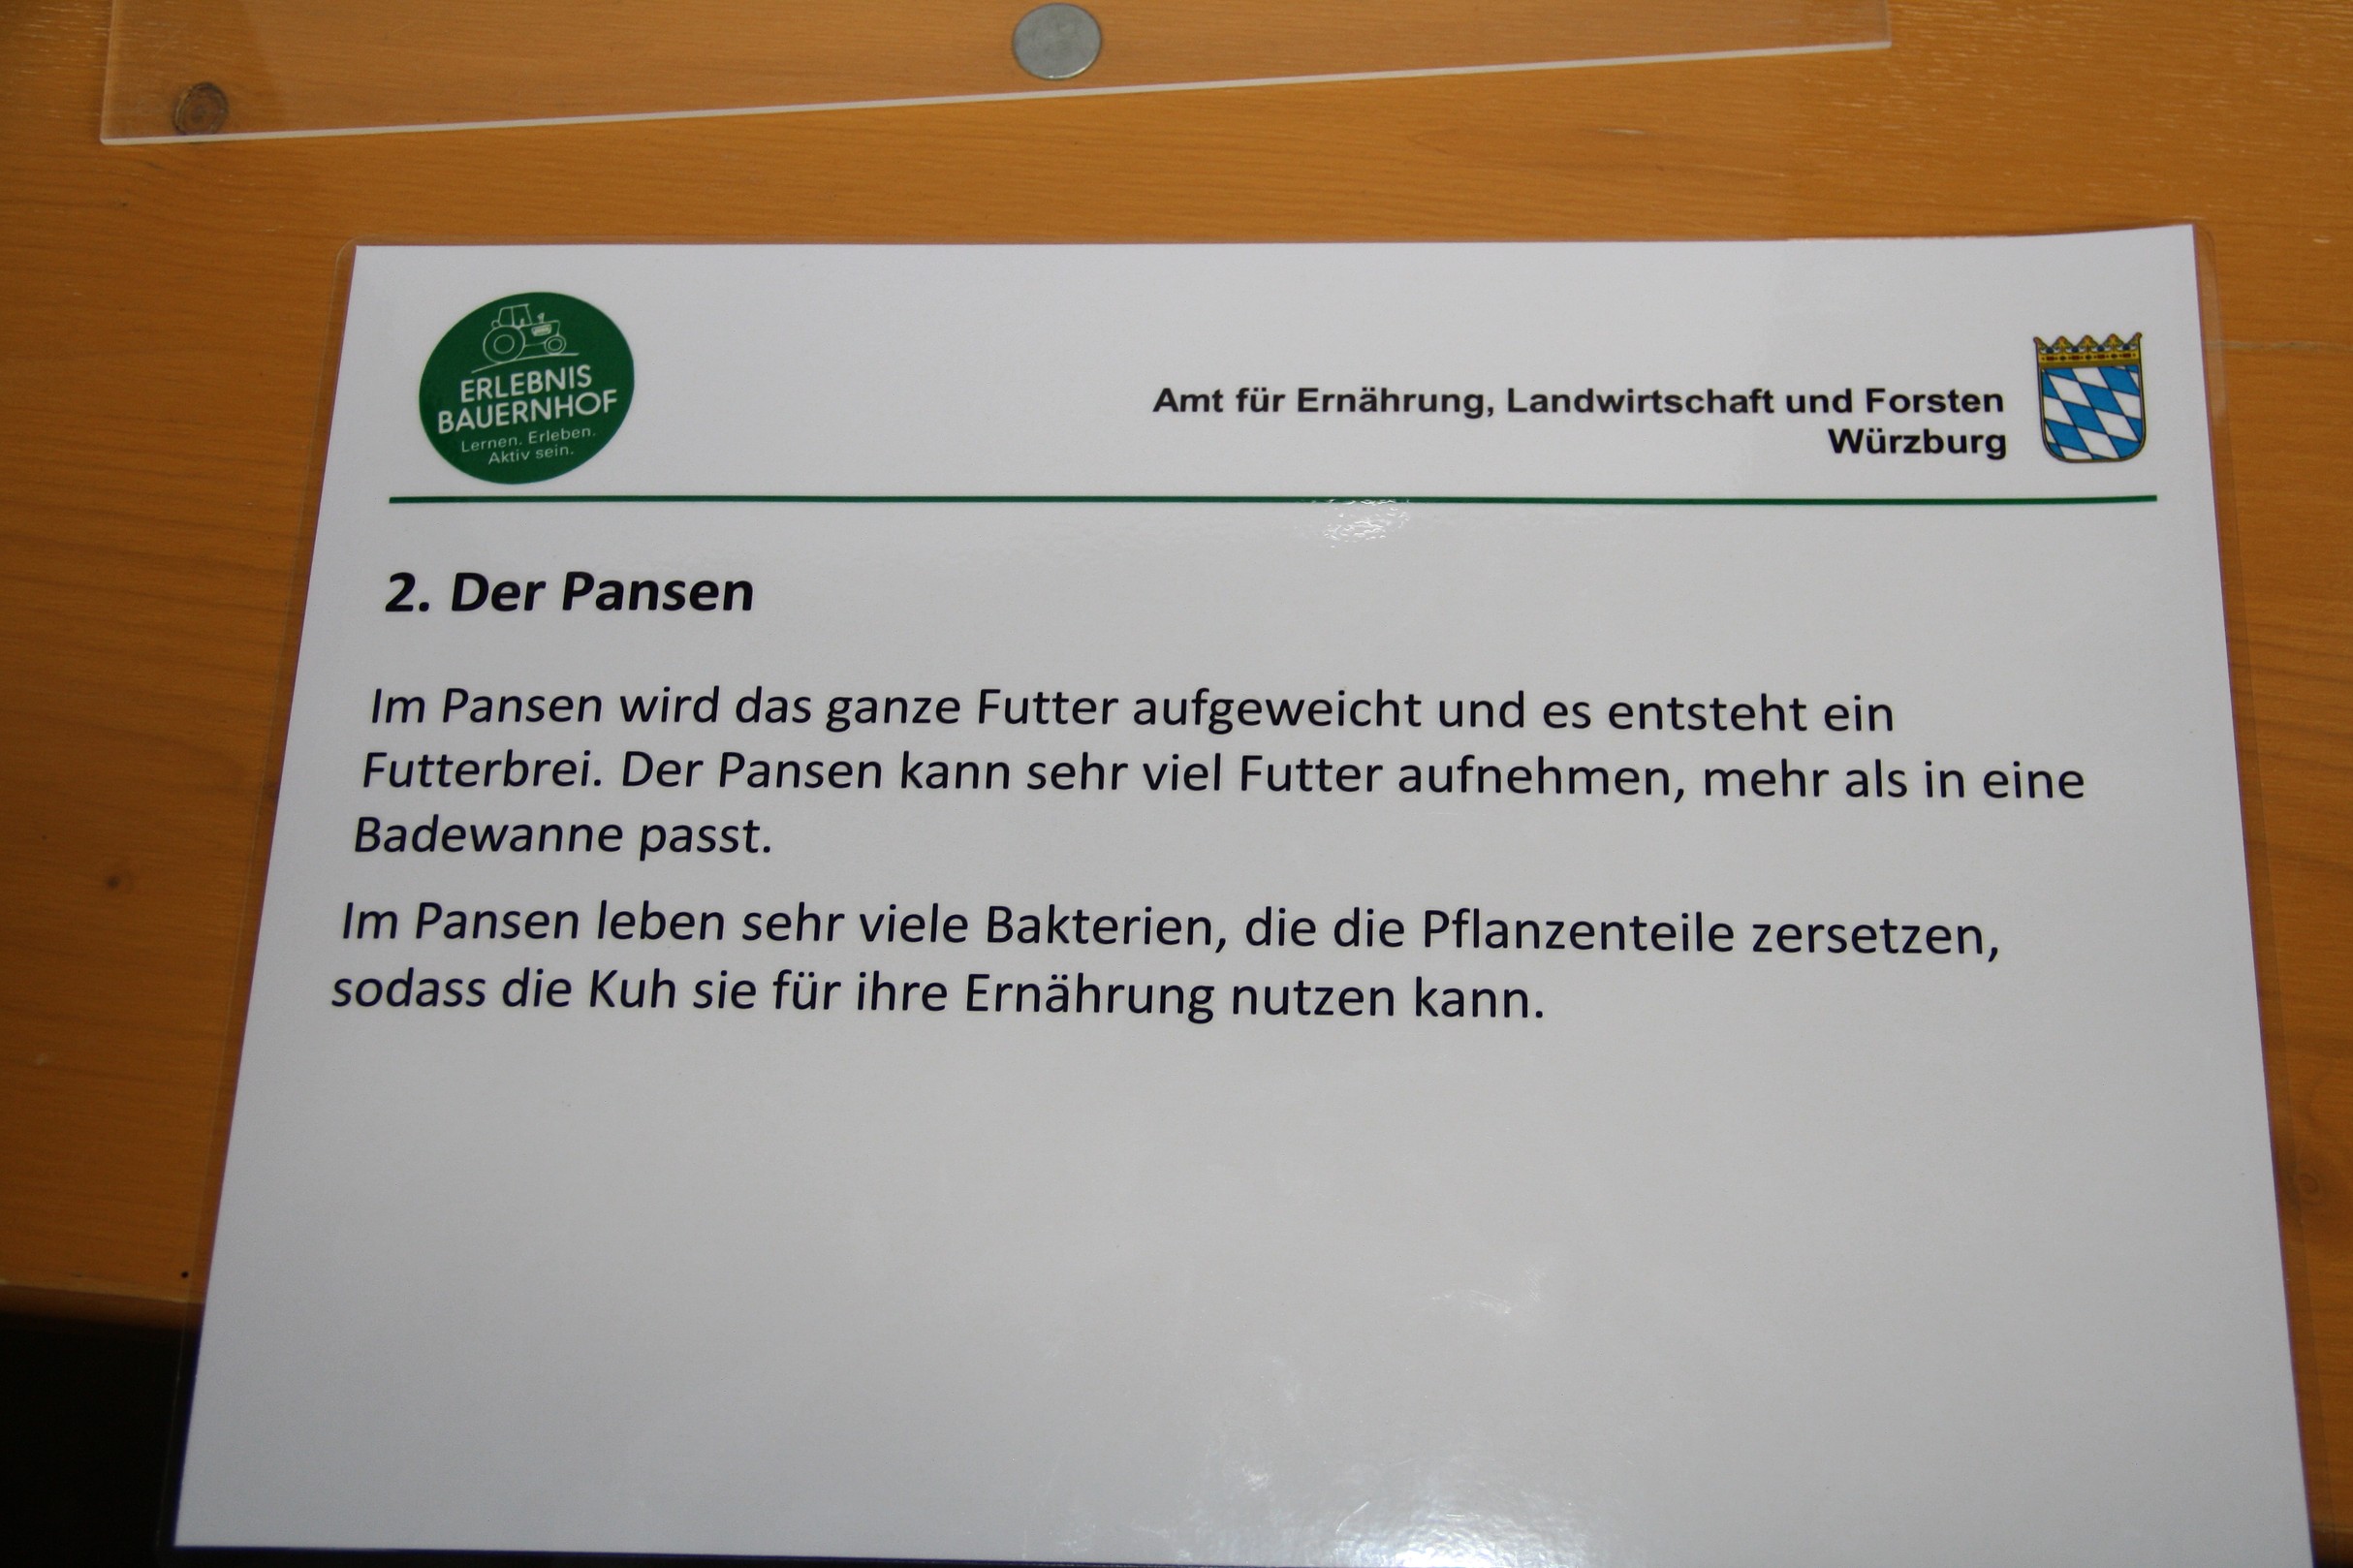 ERLEBNIS
BAUERNHOF
Lernen. Erleben.
Aktiv sein.
Amt für Ernährung, Landwirtschaft und Forsten
Würzburg
2. Der Pansen
Im Pansen wird das ganze Futter aufgeweicht und es entsteht ein
Futterbrei. Der Pansen kann sehr viel Futter aufnehmen, mehr als in eine
Badewanne passt.
Im Pansen leben sehr viele Bakterien, die die Pflanzenteile zersetzen,
sodass die Kuh sie für ihre Ernährung nutzen kann.